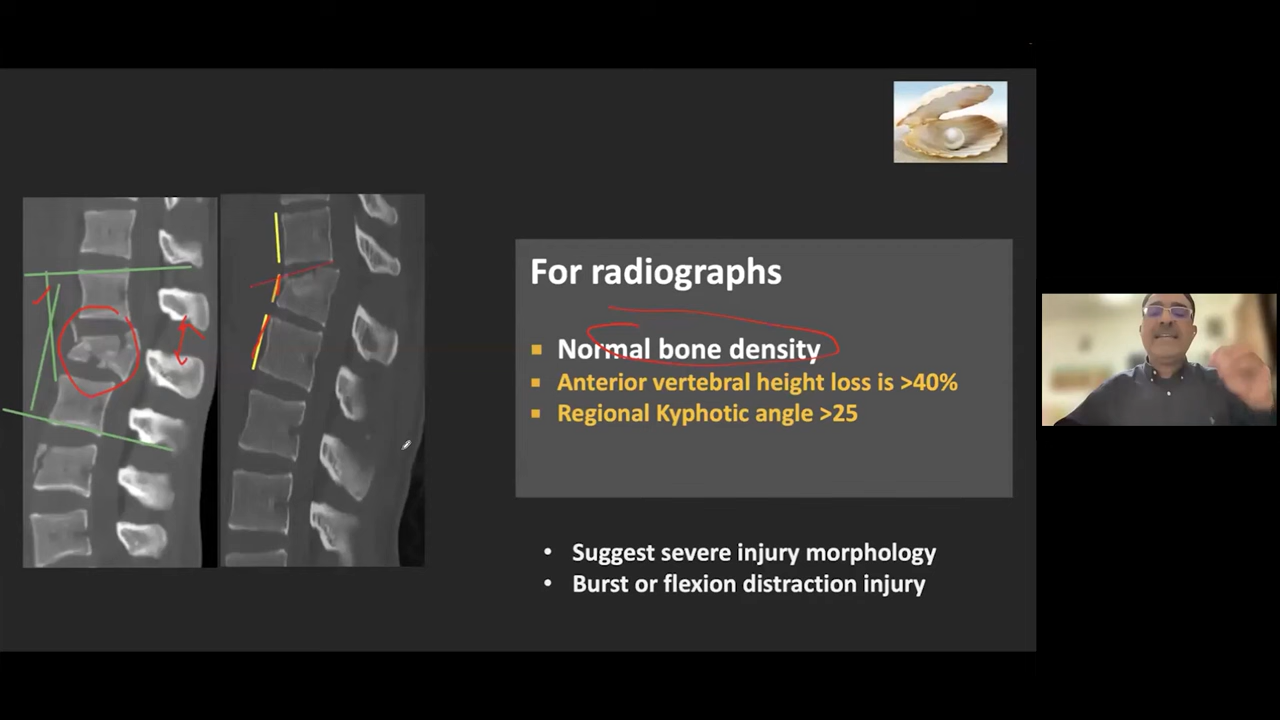 For radiographs
▪ Normal bone density
▪ Anterior vertebral height loss is >40%
▪ Regional Kyphotic angle >25
• Suggest severe injury morphology
• Burst or flexion distraction injury